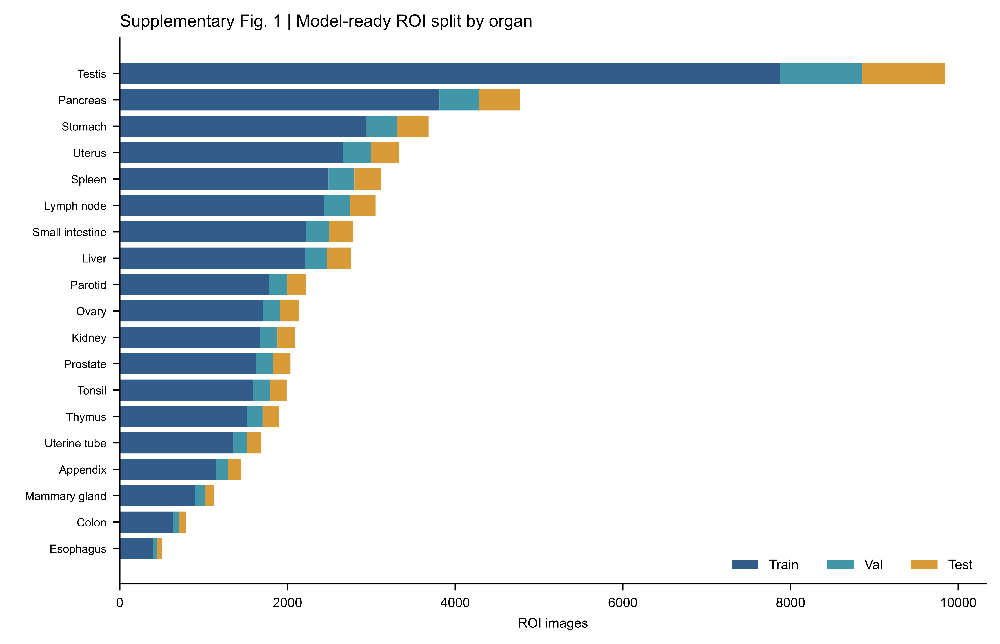 Supplementary Fig. 1 | Model-ready ROI split by organ
Testis
Pancreas
Stomach
Uterus
Spleen
Lymph node
Small intestine
Liver
Parotid
Ovary
Kidney
Prostate
Tonsil
Thymus
Uterine tube
Appendix
Mammary gland
Colon
Esophagus
Train Val Test
0 2000 4000 6000 8000 10000
ROI images